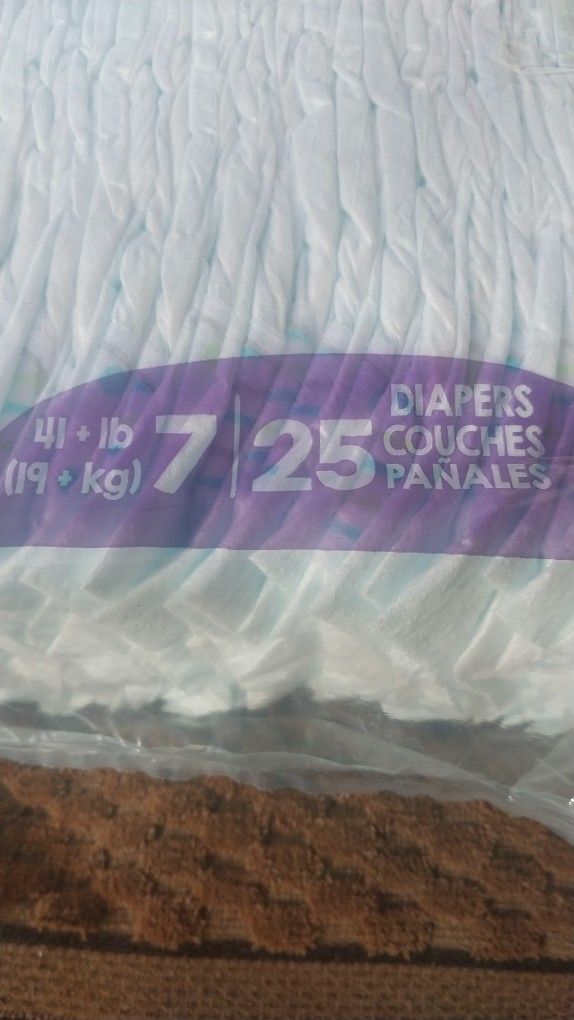 41 + lb
(19 + kg)
7 | 25
DIAPERS
COUCHES
PAÑALES